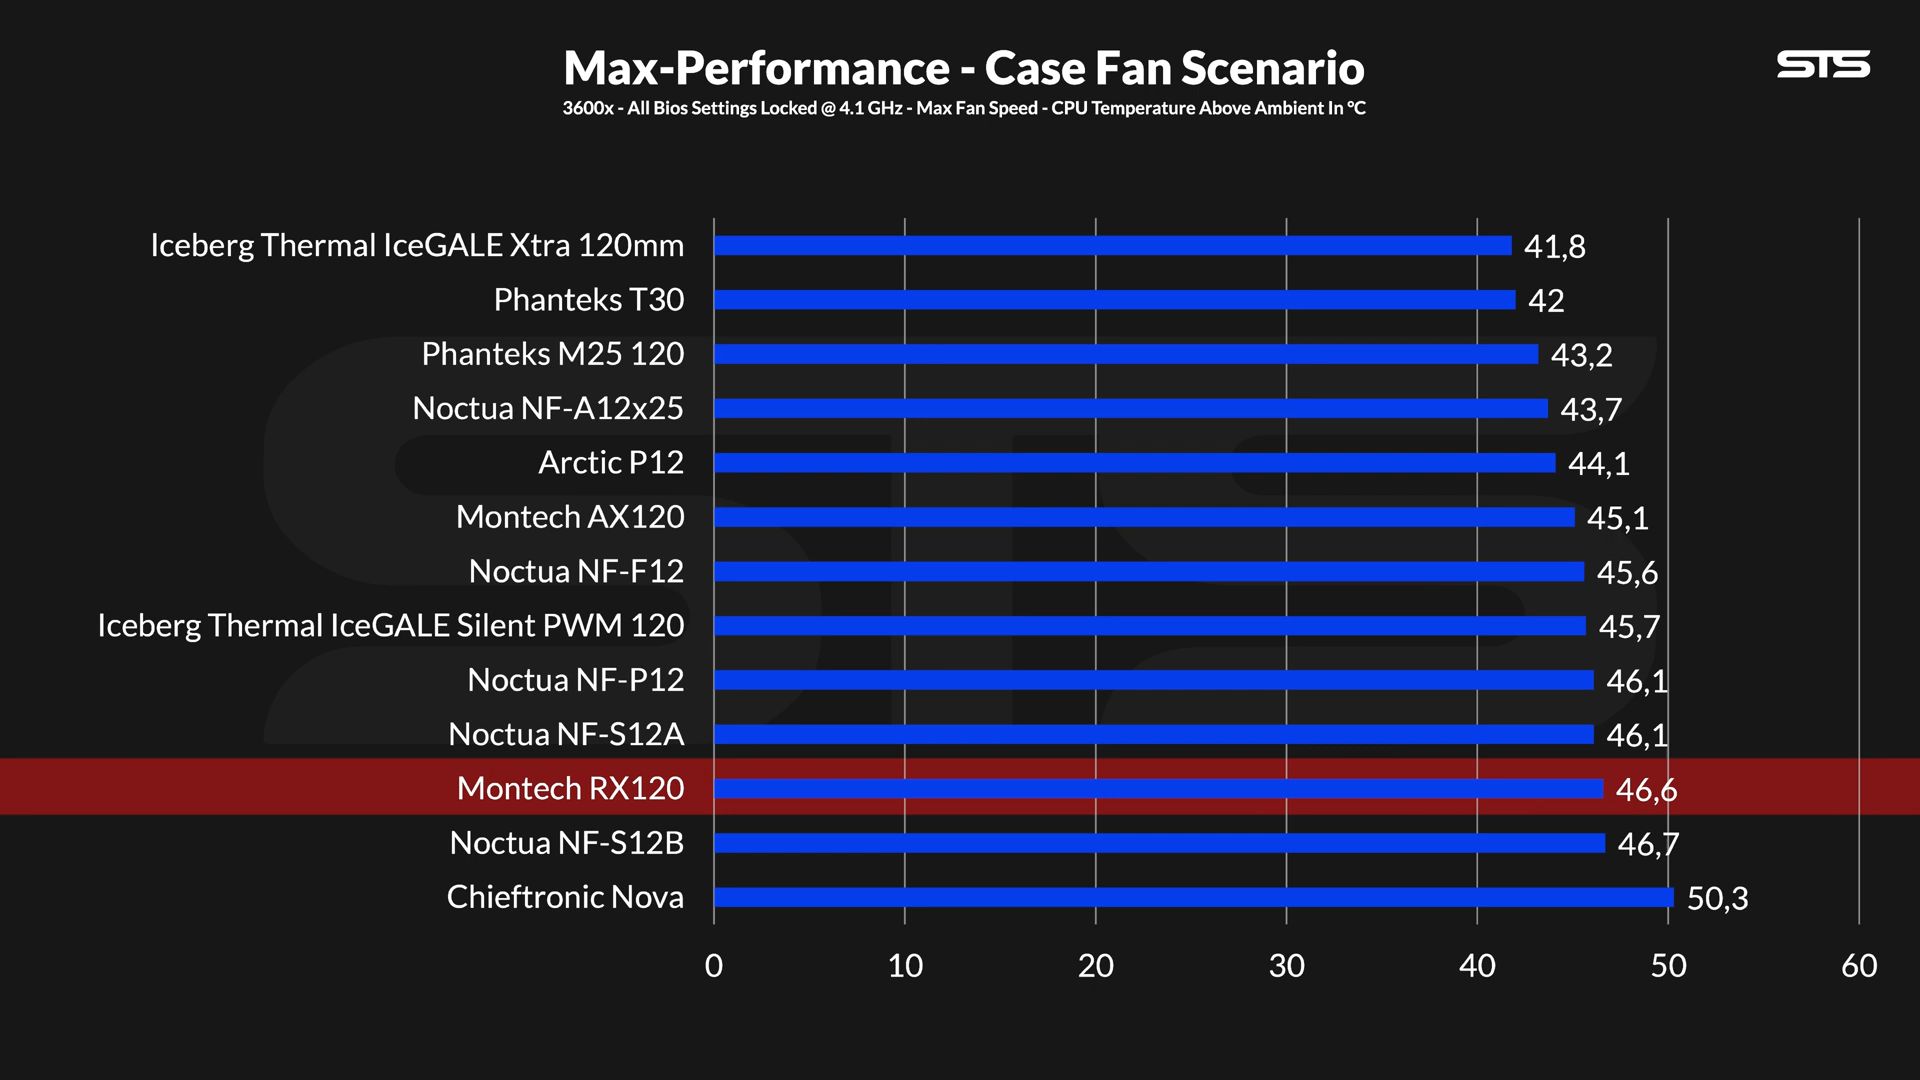 Max-Performance - Case Fan Scenario
STS
3600x - All Bios Settings Locked @ 4.1 GHz - Max Fan Speed - CPU Temperature Above Ambient In °C
Iceberg Thermal IceGALE Xtra 120mm 41,8
Phanteks T30 42
Phanteks M25 120 43,2
Noctua NF-A12x25 43,7
Arctic P12 44,1
Montech AX120 45,1
Noctua NF-F12 45,6
Iceberg Thermal IceGALE Silent PWM 120 45,7
Noctua NF-P12 46,1
Noctua NF-S12A 46,1
Montech RX120 46,6
Noctua NF-S12B 46,7
Chieftronic Nova 50,3
0 10 20 30 40 50 60